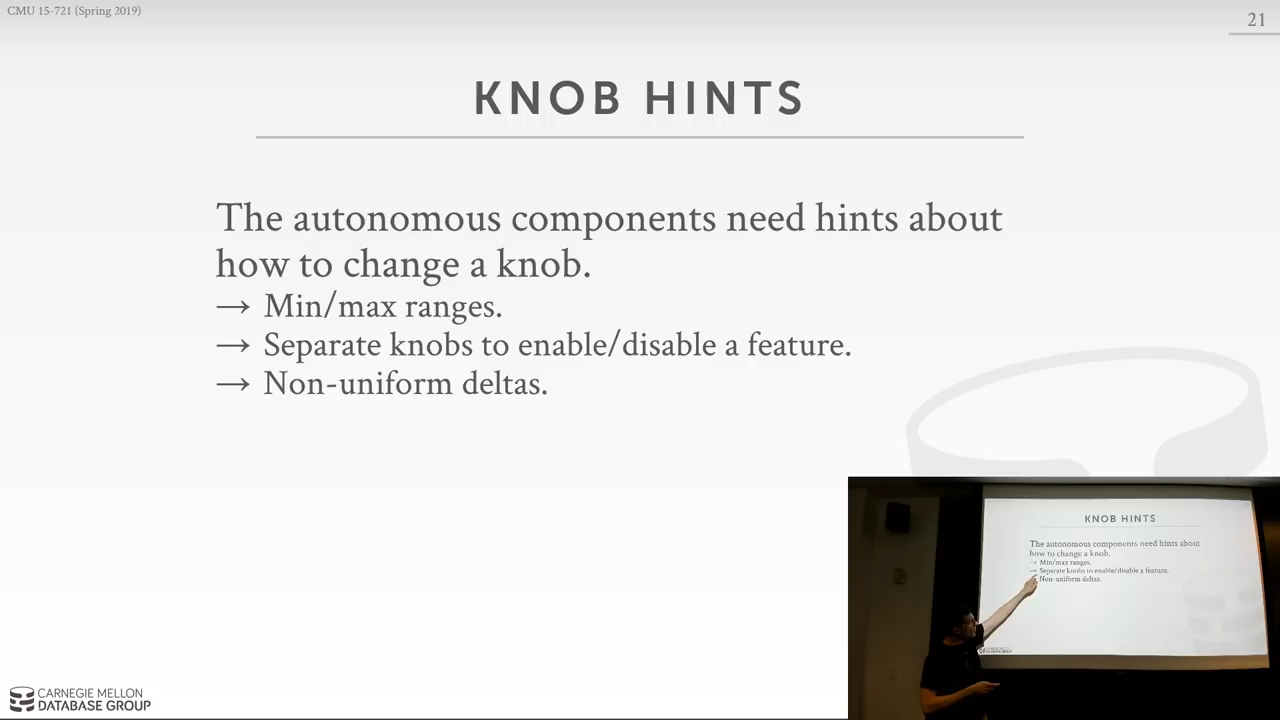 CMU 15-721 (Spring 2019)
21
KNOB HINTS
The autonomous components need hints about
how to change a knob.
→ Min/max ranges.
→ Separate knobs to enable/disable a feature.
→ Non-uniform deltas.
KNOB HINTS
The autonomous components need hints about
how to change a knob.
→ Min/max ranges.
→ Separate knobs to enable/disable a feature.
Non-uniform deltas.
CARNEGIE MELLON
DATABASE GROUP